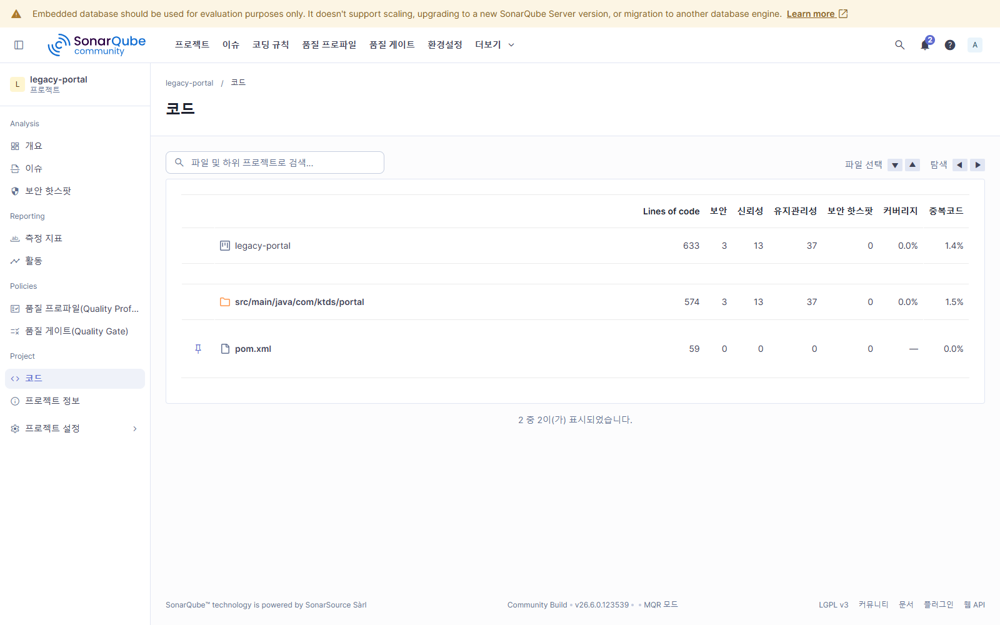 Embedded database should be used for evaluation purposes only. It doesn't support scaling, upgrading to a new SonarQube Server version, or migration to another database engine. Learn more
SonarQube community
프로젝트 이슈 코딩 규칙 품질 프로파일 품질 게이트 환경설정 더보기
2
?
A
L
legacy-portal
프로젝트
Analysis
개요
이슈
보안 핫스팟
Reporting
측정 지표
활동
Policies
품질 프로파일(Quality Prof...
품질 게이트(Quality Gate)
Project
코드
프로젝트 정보
프로젝트 설정
legacy-portal / 코드
코드
파일 및 하위 프로젝트로 검색...
파일 선택 ▼ ▲ 탐색 ◀ ▶
Lines of code 보안 신뢰성 유지관리성 보안 핫스팟 커버리지 중복코드
legacy-portal 633 3 13 37 0 0.0% 1.4%
src/main/java/com/ktds/portal 574 3 13 37 0 0.0% 1.5%
pom.xml 59 0 0 0 0 — 0.0%
2 중 2이(가) 표시되었습니다.
SonarQube™ technology is powered by SonarSource Sàrl
Community Build • v26.6.0.123539 • • MQR 모드
LGPL v3 커뮤니티 문서 플러그인 웹 API